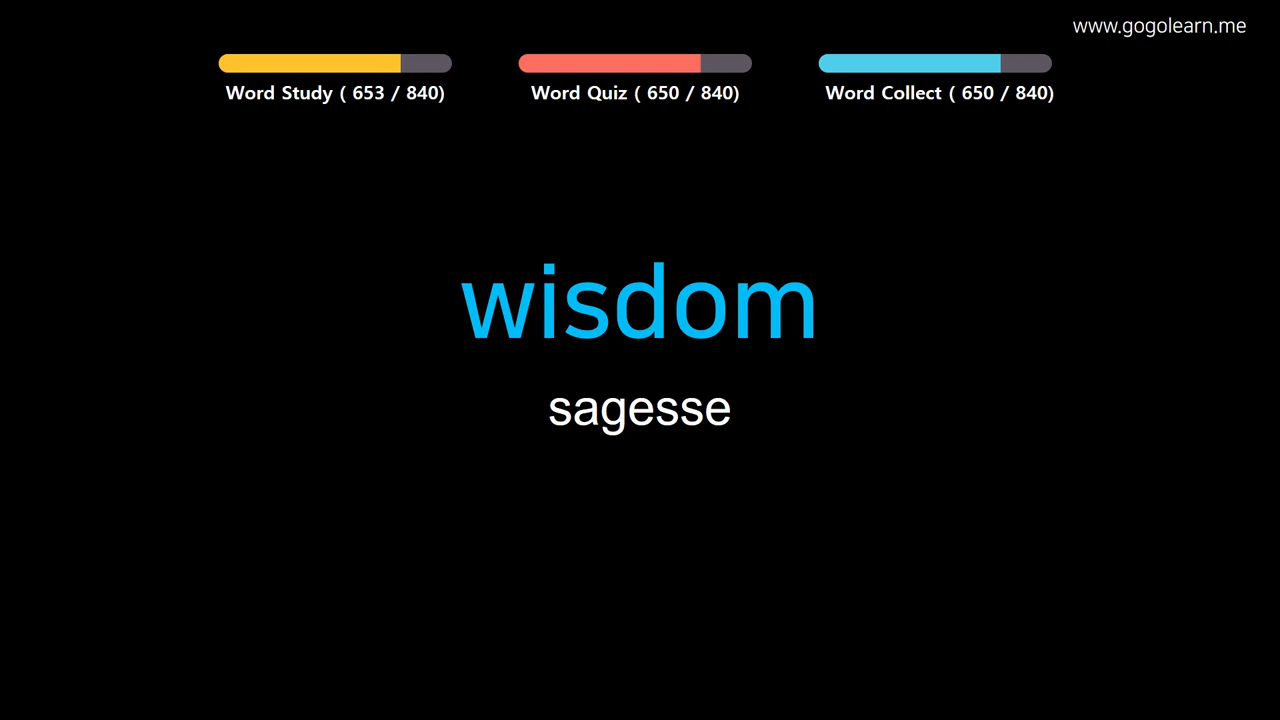 www.gogolearn.me
Word Study ( 653 / 840)
Word Quiz ( 650 / 840)
Word Collect ( 650 / 840)
wisdom
sagesse